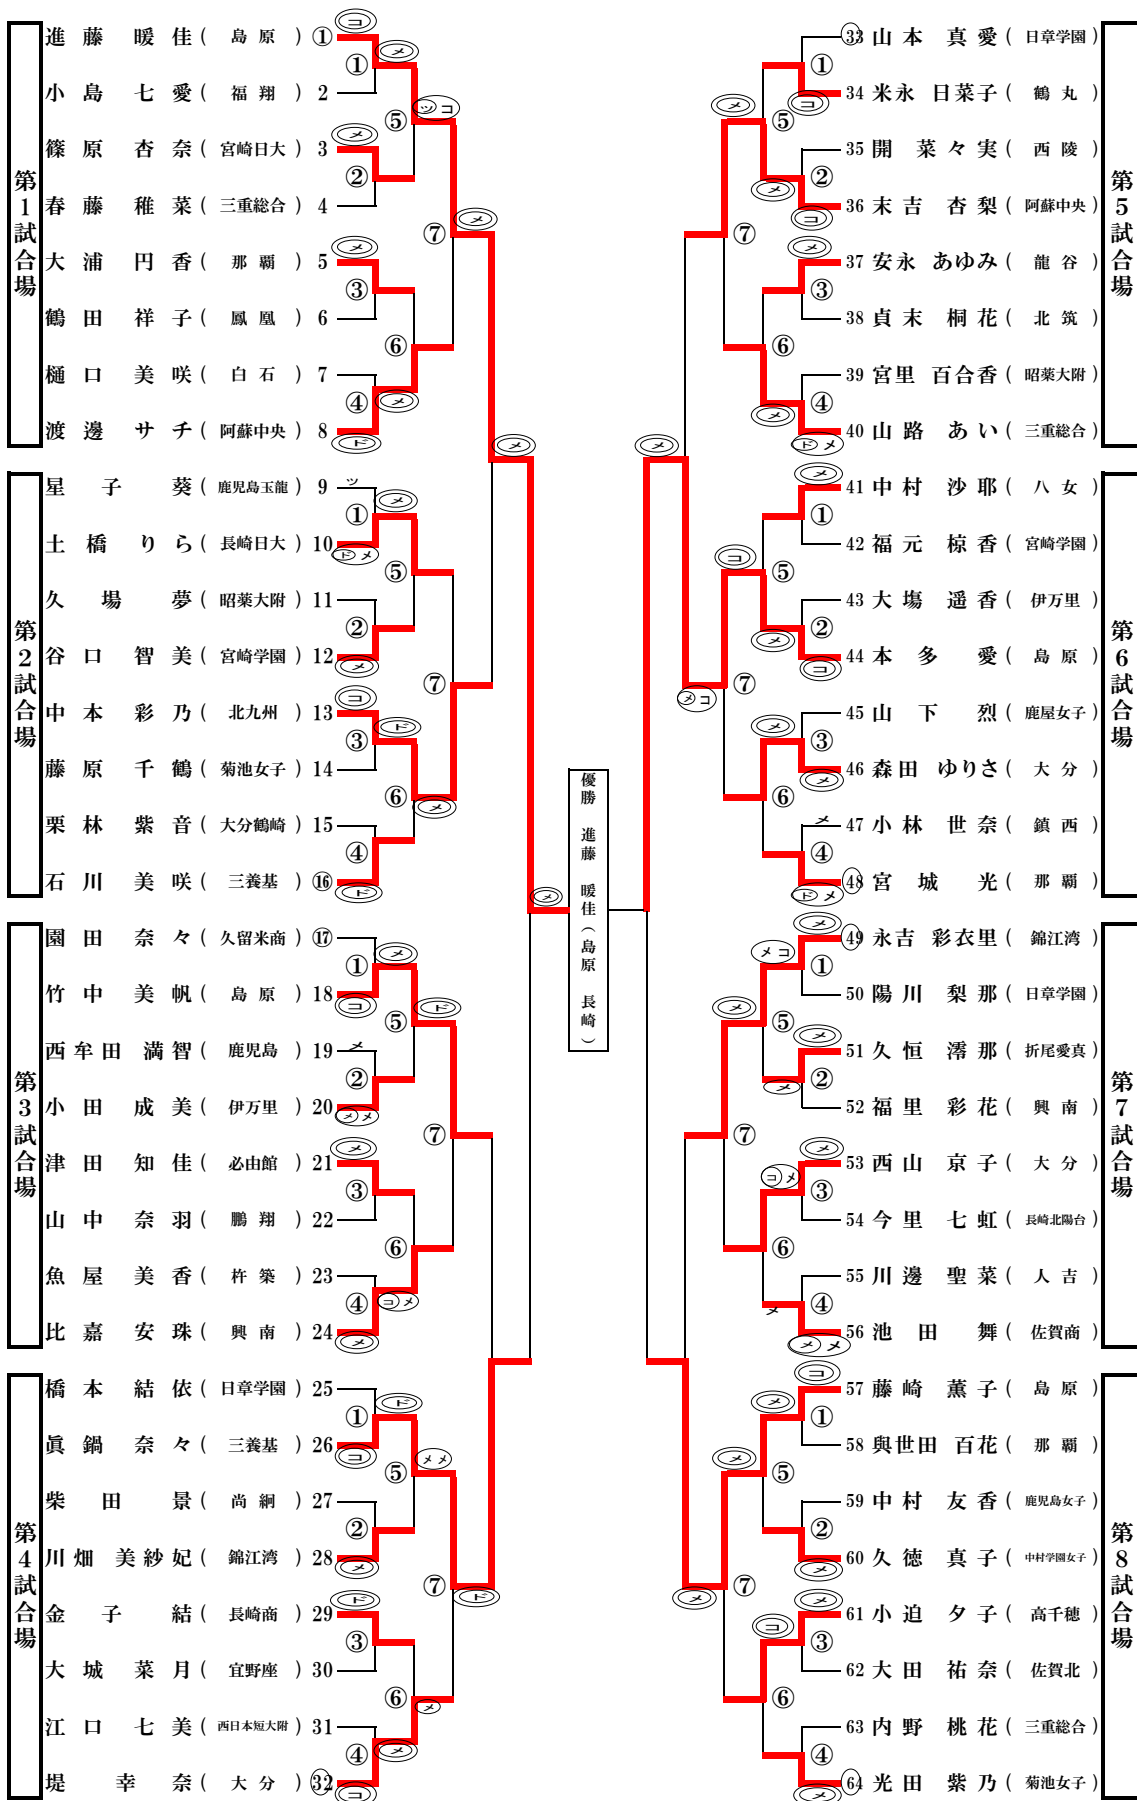 第1試合場
進藤 暖佳 ( 島原 ) ①
小島 七愛 ( 福翔 ) 2
篠原 杏奈 ( 宮崎日大 ) 3
春藤 稚菜 ( 三重総合 ) 4
大浦 円香 ( 那覇 ) 5
鶴田 祥子 ( 鳳凰 ) 6
樋口 美咲 ( 白石 ) 7
渡邊 サチ ( 阿蘇中央 ) 8
第2試合場
星子 葵 ( 鹿児島玉龍 ) 9
土橋 りら ( 長崎日大 ) 10
久場 夢 ( 昭薬大附 ) 11
谷口 智美 ( 宮崎学園 ) 12
中本 彩乃 ( 北九州 ) 13
藤原 千鶴 ( 菊池女子 ) 14
栗林 紫音 ( 大分鶴崎 ) 15
石川 美咲 ( 三養基 ) ⑯
第3試合場
園田 奈々 ( 久留米商 ) ⑰
竹中 美帆 ( 島原 ) 18
西牟田 満智 ( 鹿児島 ) 19
小田 成美 ( 伊万里 ) 20
津田 知佳 ( 必由館 ) 21
山中 奈羽 ( 鵬翔 ) 22
魚屋 美香 ( 杵築 ) 23
比嘉 安珠 ( 興南 ) 24
第4試合場
橋本 結依 ( 日章学園 ) 25
眞鍋 奈々 ( 三養基 ) 26
柴田 景 ( 尚絅 ) 27
川畑 美紗妃 ( 錦江湾 ) 28
金子 結 ( 長崎商 ) 29
大城 菜月 ( 宜野座 ) 30
江口 七美 ( 西日本短大附 ) 31
堤 幸奈 ( 大分 ) 32
優勝 進藤 暖佳(島原 長崎)
第5試合場
33 山本 真愛 ( 日章学園 )
34 米永 日菜子 ( 鶴丸 )
35 開 菜々実 ( 西陵 )
36 末吉 杏梨 ( 阿蘇中央 )
37 安永 あゆみ ( 龍谷 )
38 貞末 桐花 ( 北筑 )
39 宮里 百合香 ( 昭薬大附 )
40 山路 あい ( 三重総合 )
第6試合場
41 中村 沙耶 ( 八女 )
42 福元 椋香 ( 宮崎学園 )
43 大塲 遥香 ( 伊万里 )
44 本多 愛 ( 島原 )
45 山下 烈 ( 鹿屋女子 )
46 森田 ゆりさ ( 大分 )
47 小林 世奈 ( 鎮西 )
48 宮城 光 ( 那覇 )
第7試合場
49 永吉 彩衣里 ( 錦江湾 )
50 陽川 梨那 ( 日章学園 )
51 久恒 澪那 ( 折尾愛真 )
52 福里 彩花 ( 興南 )
53 西山 京子 ( 大分 )
54 今里 七虹 ( 長崎北陽台 )
55 川邊 聖菜 ( 人吉 )
56 池田 舞 ( 佐賀商 )
第8試合場
57 藤崎 薫子 ( 島原 )
58 與世田 百花 ( 那覇 )
59 中村 友香 ( 鹿児島女子 )
60 久徳 真子 ( 中村学園女子 )
61 小迫 夕子 ( 高千穂 )
62 大田 祐奈 ( 佐賀北 )
63 内野 桃花 ( 三重総合 )
64 光田 紫乃 ( 菊池女子 )